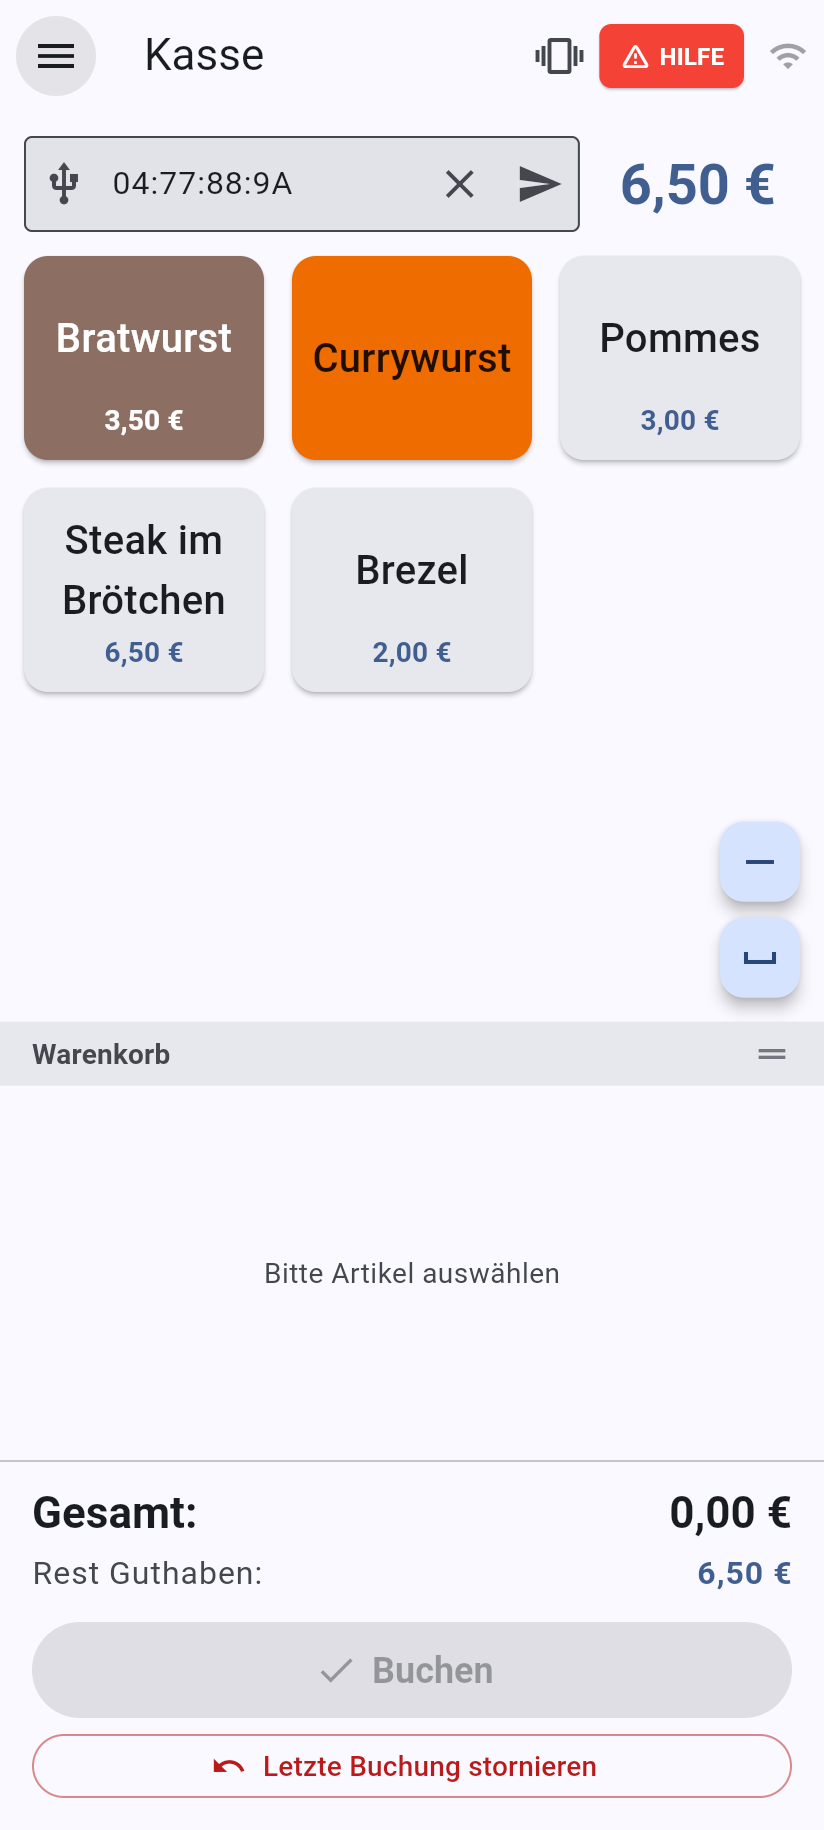 Kasse
HILFE
04:77:88:9A
6,50 €
Bratwurst
3,50 €
Currywurst
Pommes
3,00 €
Steak im
Brötchen
6,50 €
Brezel
2,00 €
Warenkorb
Bitte Artikel auswählen
Gesamt: 0,00 €
Rest Guthaben: 6,50 €
Buchen
Letzte Buchung stornieren